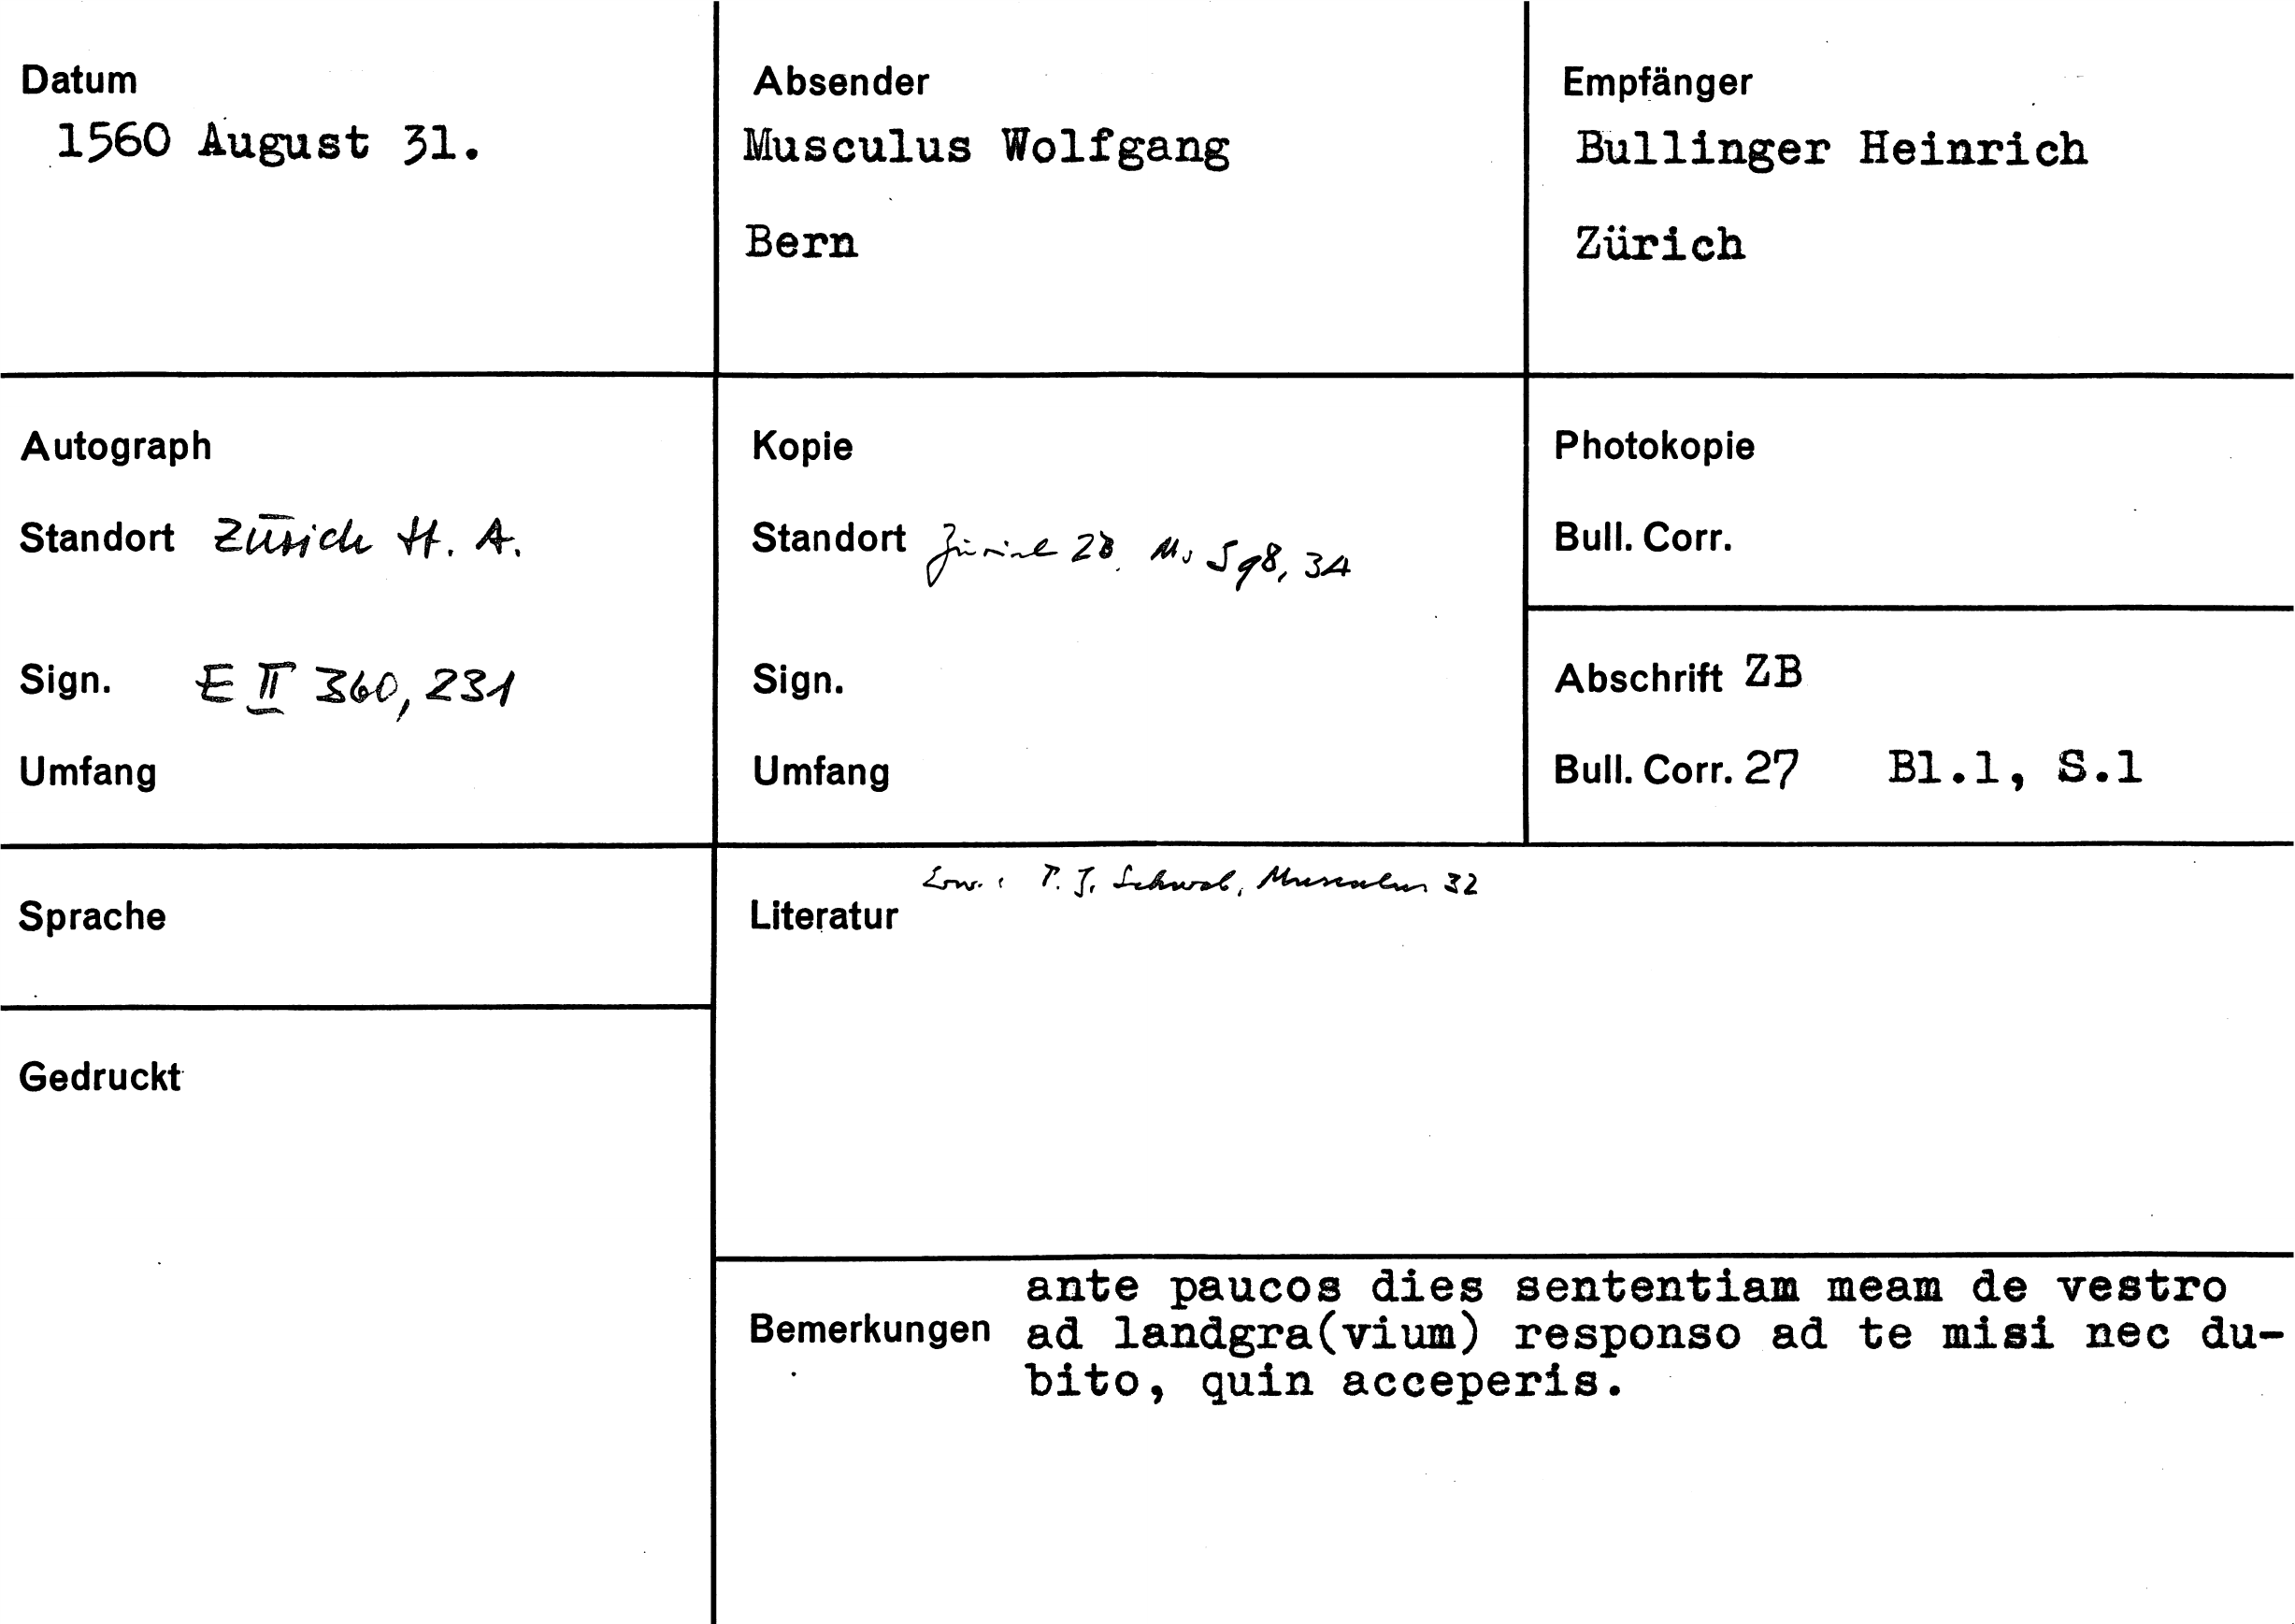 Datum
1560 August 31.
Absender
Musculus Wolfgang
Bern
Empfänger
Bullinger Heinrich
Zürich
Autograph
Standort Zürich St. A.
Sign. E II 360, 231
Umfang
Kopie
Standort Zürich ZB. Ms S 98, 34
Sign.
Umfang
Photokopie
Bull. Corr.
Abschrift ZB
Bull. Corr. 27 Bl.1, S.1
Sprache
Gedruckt
Erw.: P. J. Schwab, Musculus 32
Literatur
Bemerkungen
ante paucos dies sententiam meam de vestro
ad landgra(vium) responso ad te misi nec du-
bito, quin acceperis.